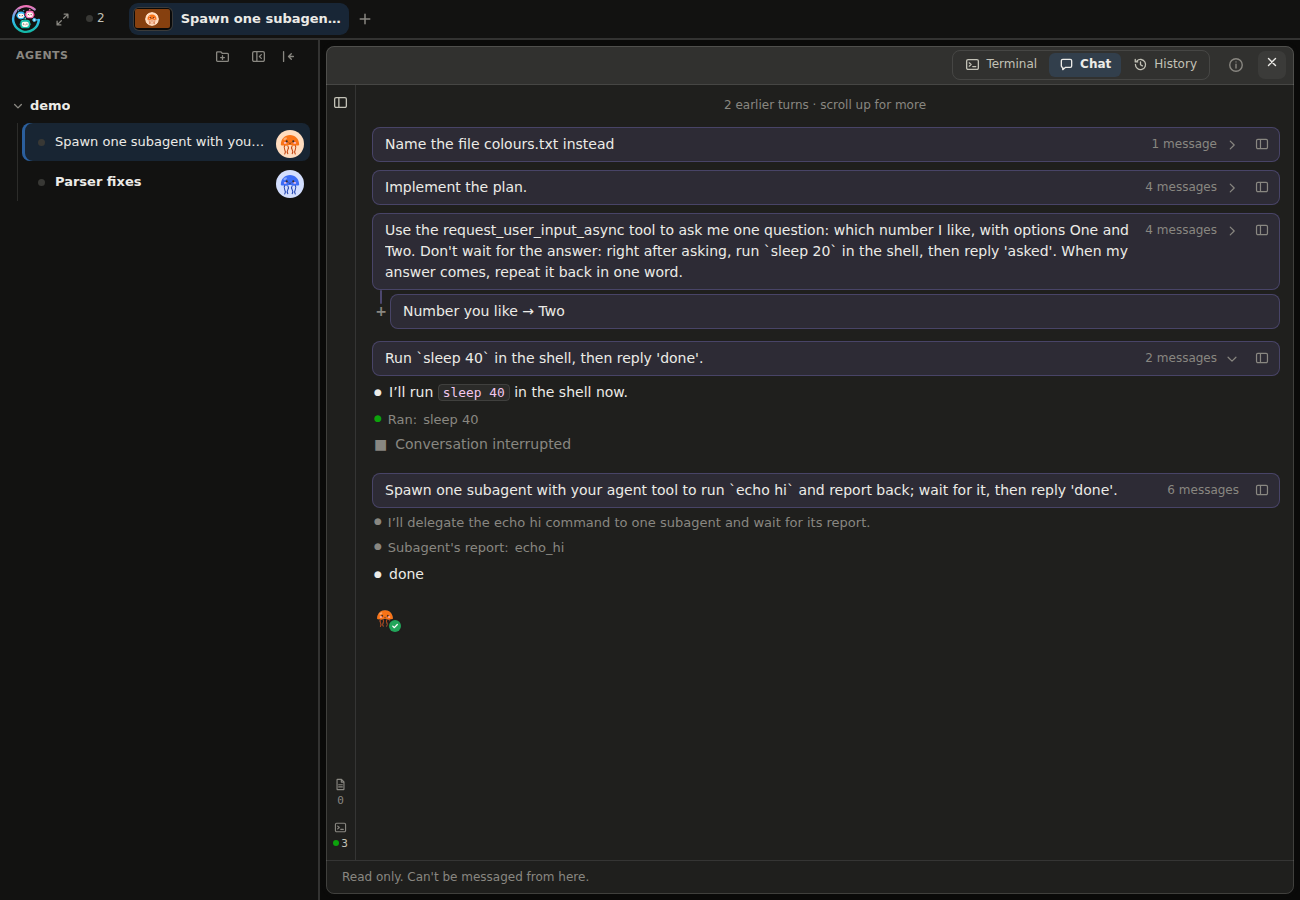 2
Spawn one subagen...
AGENTS
demo
Spawn one subagent with you...
Parser fixes
Terminal
Chat
History
2 earlier turns · scroll up for more
Name the file colours.txt instead
1 message
Implement the plan.
4 messages
Use the request_user_input_async tool to ask me one question: which number I like, with options One and
Two. Don't wait for the answer: right after asking, run `sleep 20` in the shell, then reply 'asked'. When my
answer comes, repeat it back in one word.
4 messages
Number you like → Two
Run `sleep 40` in the shell, then reply 'done'.
2 messages
I’ll run sleep 40 in the shell now.
Ran: sleep 40
Conversation interrupted
Spawn one subagent with your agent tool to run `echo hi` and report back; wait for it, then reply 'done'.
6 messages
I’ll delegate the echo hi command to one subagent and wait for its report.
Subagent's report: echo_hi
done
0
3
Read only. Can't be messaged from here.